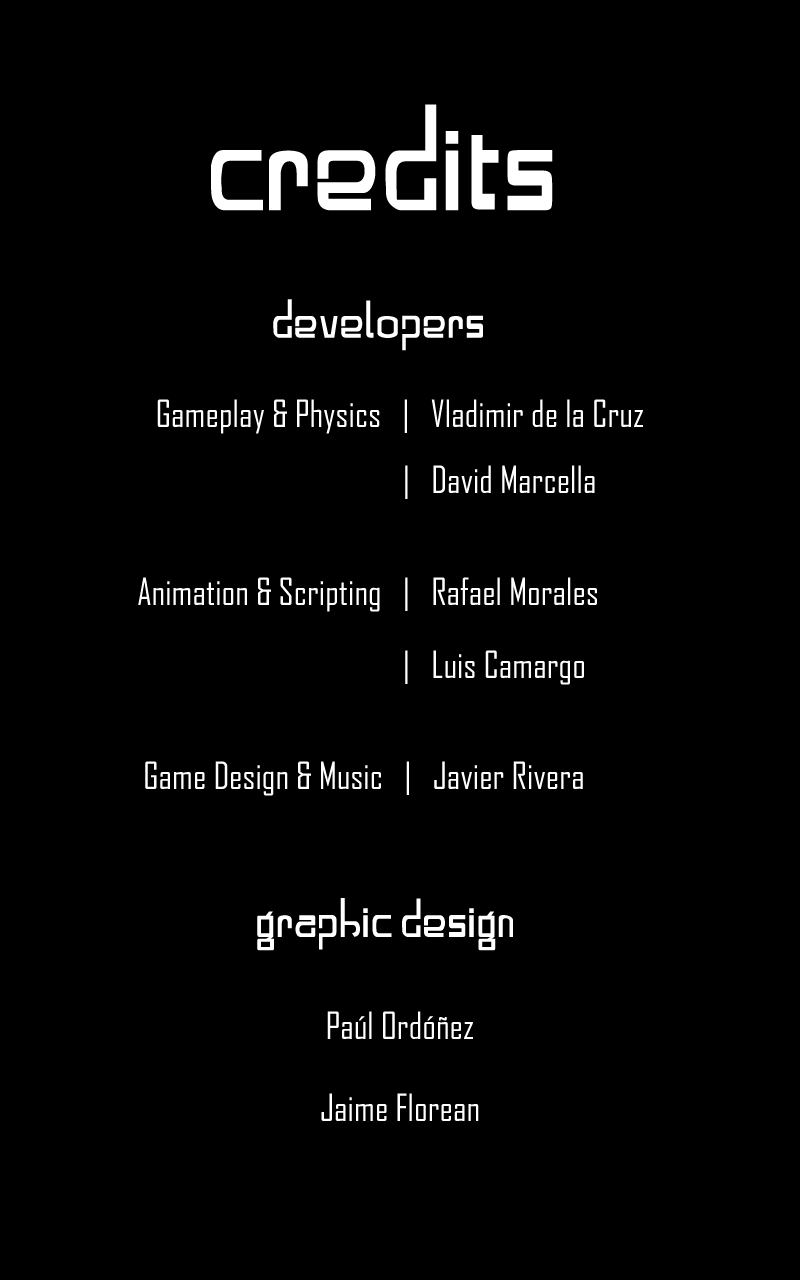 credits
developers
Gameplay & Physics | Vladimir de la Cruz
| David Marcella
Animation & Scripting | Rafael Morales
| Luis Camargo
Game Design & Music | Javier Rivera
graphic design
Paúl Ordóñez
Jaime Florean